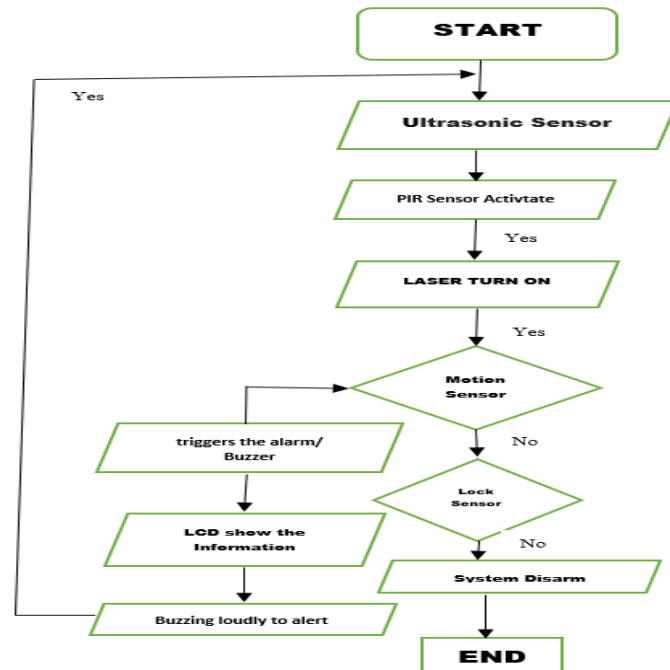 START
Yes
Ultrasonic Sensor
PIR Sensor Activtate
Yes
LASER TURN ON
Yes
Motion
Sensor
triggers the alarm/
Buzzer
No
Lock
Sensor
LCD show the
Information
No
System Disarm
Buzzing loudly to alert
END